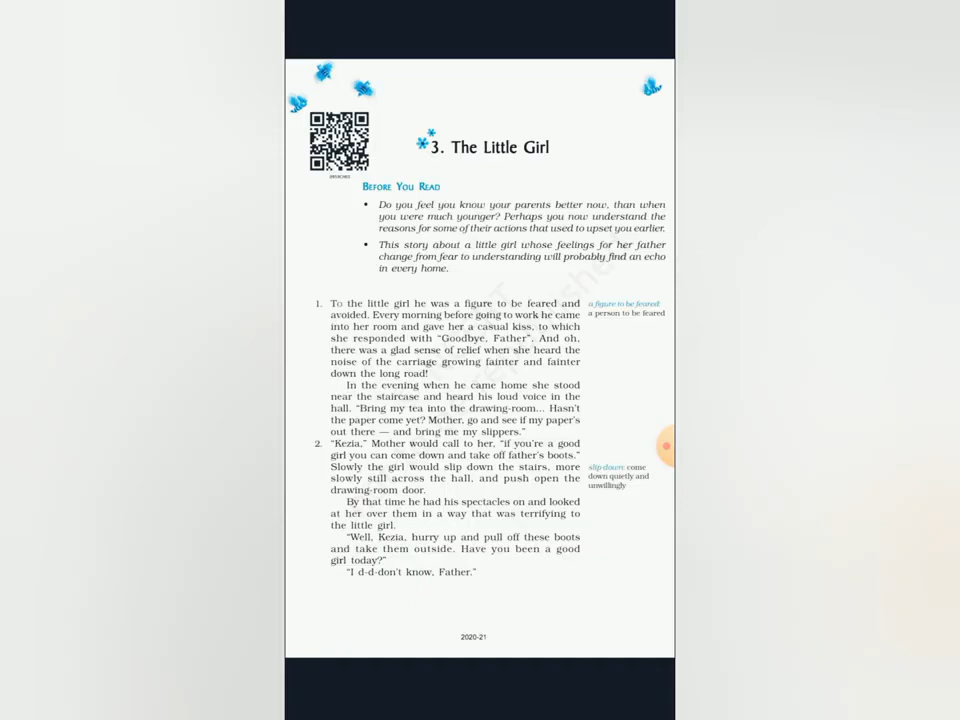 3. The Little Girl
BEFORE YOU READ
• Do you feel you know your parents better now, than when
you were much younger? Perhaps you now understand the
reasons for some of their actions that used to upset you earlier.
• This story about a little girl whose feelings for her father
change from fear to understanding will probably find an echo
in every home.
1. To the little girl he was a figure to be feared and
avoided. Every morning before going to work he came
into her room and gave her a casual kiss, to which
she responded with “Goodbye, Father”. And oh,
there was a glad sense of relief when she heard the
noise of the carriage growing fainter and fainter
down the long road!
In the evening when he came home she stood
near the staircase and heard his loud voice in the
hall. “Bring my tea into the drawing-room... Hasn’t
the paper come yet? Mother, go and see if my paper’s
out there — and bring me my slippers.”
2. “Kezia,” Mother would call to her, “if you’re a good
girl you can come down and take off father’s boots.”
Slowly the girl would slip down the stairs, more
slowly still across the hall, and push open the
drawing-room door.
By that time he had his spectacles on and looked
at her over them in a way that was terrifying to
the little girl.
“Well, Kezia, hurry up and pull off these boots
and take them outside. Have you been a good
girl today?”
“I d-d-don’t know, Father.”
a figure to be feared:
a person to be feared
slip down: come
down quietly and
unwillingly
2020-21